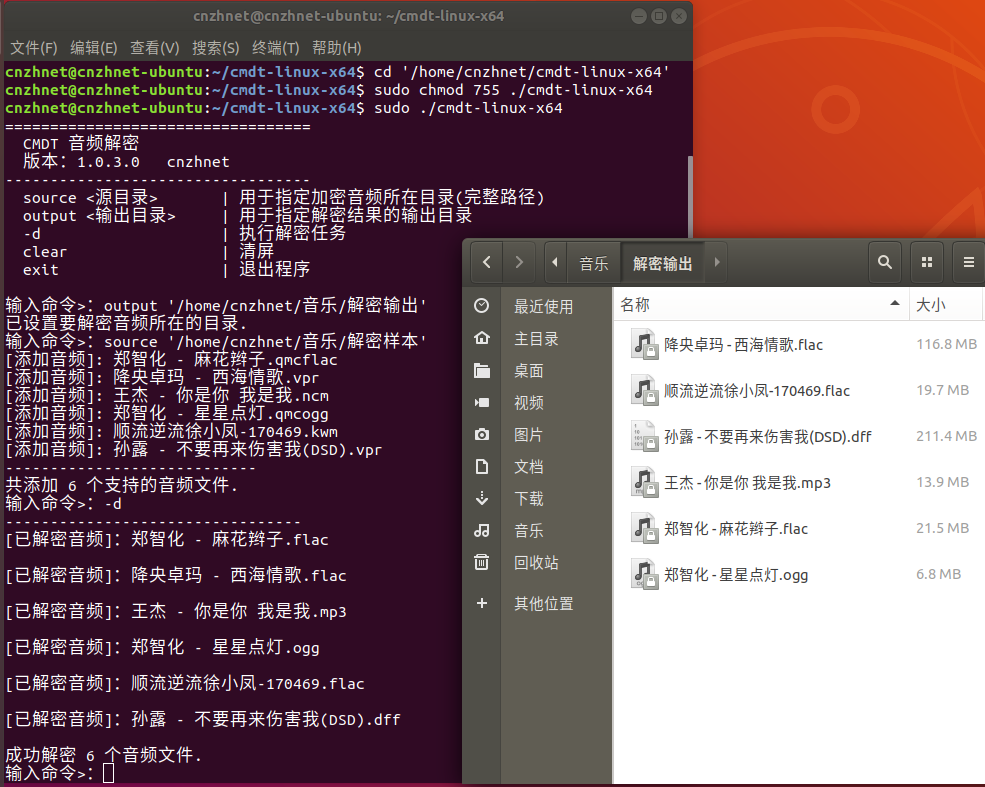 cnzhnet@cnzhnet-ubuntu: ~/cmdt-linux-x64
文件(F) 编辑(E) 查看(V) 搜索(S) 终端(T) 帮助(H)
cnzhnet@cnzhnet-ubuntu:~/cmdt-linux-x64$ cd '/home/cnzhnet/cmdt-linux-x64'
cnzhnet@cnzhnet-ubuntu:~/cmdt-linux-x64$ sudo chmod 755 ./cmdt-linux-x64
cnzhnet@cnzhnet-ubuntu:~/cmdt-linux-x64$ sudo ./cmdt-linux-x64
==================================
CMDT 音频解密
版本: 1.0.3.0 cnzhnet
----------------------------------
source <源目录> | 用于指定加密音频所在目录(完整路径)
output <输出目录> | 用于指定解密结果的输出目录
-d | 执行解密任务
clear | 清屏
exit | 退出程序
输入命令>: output '/home/cnzhnet/音乐/解密输出'
已设置要解密音频所在的目录.
输入命令>: source '/home/cnzhnet/音乐/解密样本'
[添加音频]: 郑智化 - 麻花辫子.qmcflac
[添加音频]: 降央卓玛 - 西海情歌.vpr
[添加音频]: 王杰 - 你是你 我是我.ncm
[添加音频]: 郑智化 - 星星点灯.qmcogg
[添加音频]: 顺流逆流徐小凤-170469.kwm
[添加音频]: 孙露 - 不要再来伤害我(DSD).vpr
----------------------------
共添加 6 个支持的音频文件.
输入命令>: -d
---------------------------------
[已解密音频]: 郑智化 - 麻花辫子.flac
[已解密音频]: 降央卓玛 - 西海情歌.flac
[已解密音频]: 王杰 - 你是你 我是我.mp3
[已解密音频]: 郑智化 - 星星点灯.ogg
[已解密音频]: 顺流逆流徐小凤-170469.flac
[已解密音频]: 孙露 - 不要再来伤害我(DSD).dff
成功解密 6 个音频文件.
输入命令>:
音乐 解密输出
最近使用
主目录
桌面
视频
图片
文档
下载
音乐
回收站
其他位置
名称 大小
降央卓玛 - 西海情歌.flac 116.8 MB
顺流逆流徐小凤-170469.flac 19.7 MB
孙露 - 不要再来伤害我(DSD).dff 211.4 MB
王杰 - 你是你 我是我.mp3 13.9 MB
郑智化 - 麻花辫子.flac 21.5 MB
郑智化 - 星星点灯.ogg 6.8 MB